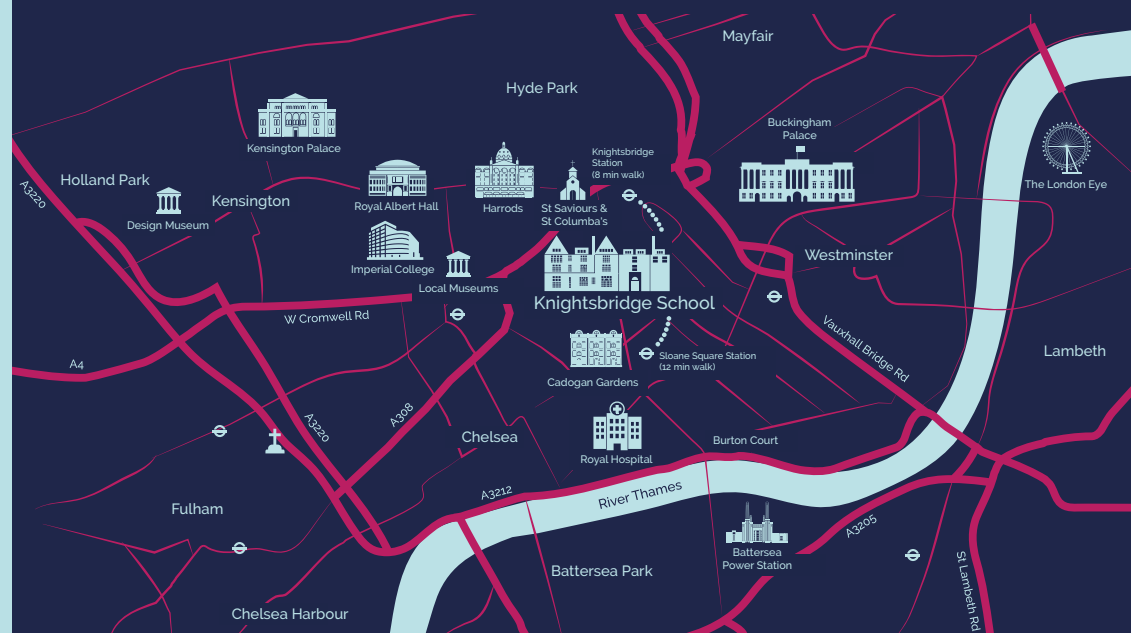 Mayfair
Hyde Park
Buckingham
Palace
Kensington Palace
Knightsbridge
Station
(8 min walk)
Holland Park
A3220
The London Eye
Kensington
Royal Albert Hall
Harrods
St Saviours &
St Columba's
Design Museum
Westminster
Imperial College
Local Museums
Knightsbridge School
W Cromwell Rd
Vauxhall Bridge Rd
Lambeth
A4
Sloane Square Station
(12 min walk)
Cadogan Gardens
A308
A3220
Chelsea
Burton Court
Royal Hospital
A3212
River Thames
Fulham
A3205
Battersea
Power Station
Battersea Park
St Lambeth Rd
Chelsea Harbour